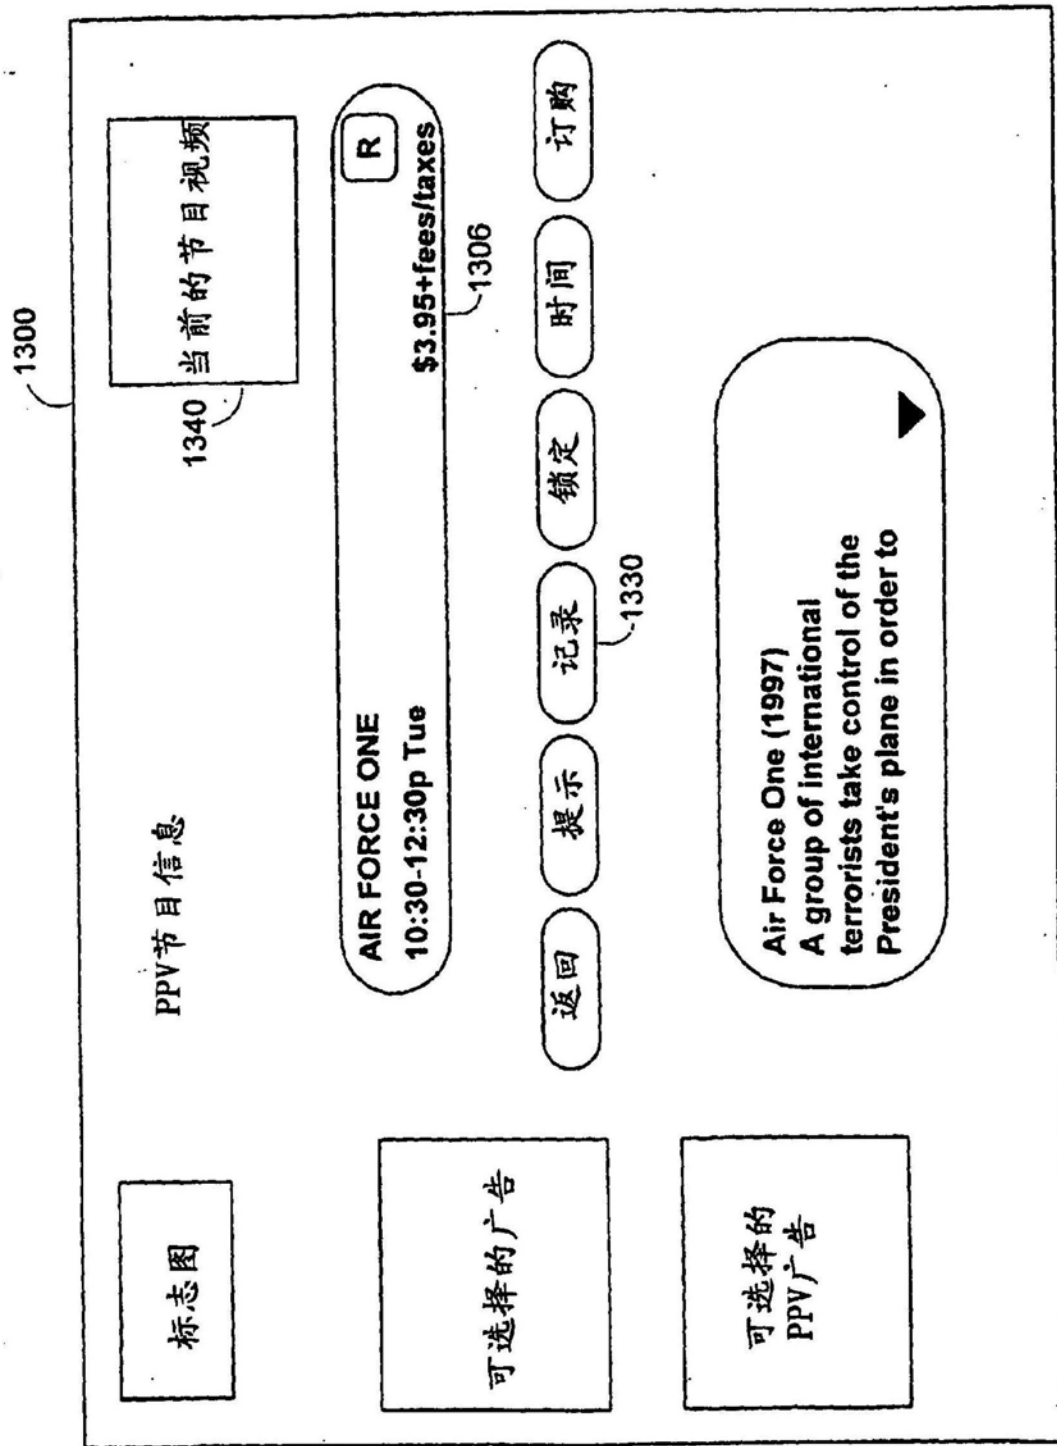 1300
标志图
PPV节目信息
当前的节目视频
1340
AIR FORCE ONE
R
10:30-12:30p Tue
$3.95+fees/taxes
1306
返回
提示
记录
锁定
时间
订购
1330
可选择的广告
可选择的
PPV广告
Air Force One (1997)
A group of international
terrorists take control of the
President's plane in order to